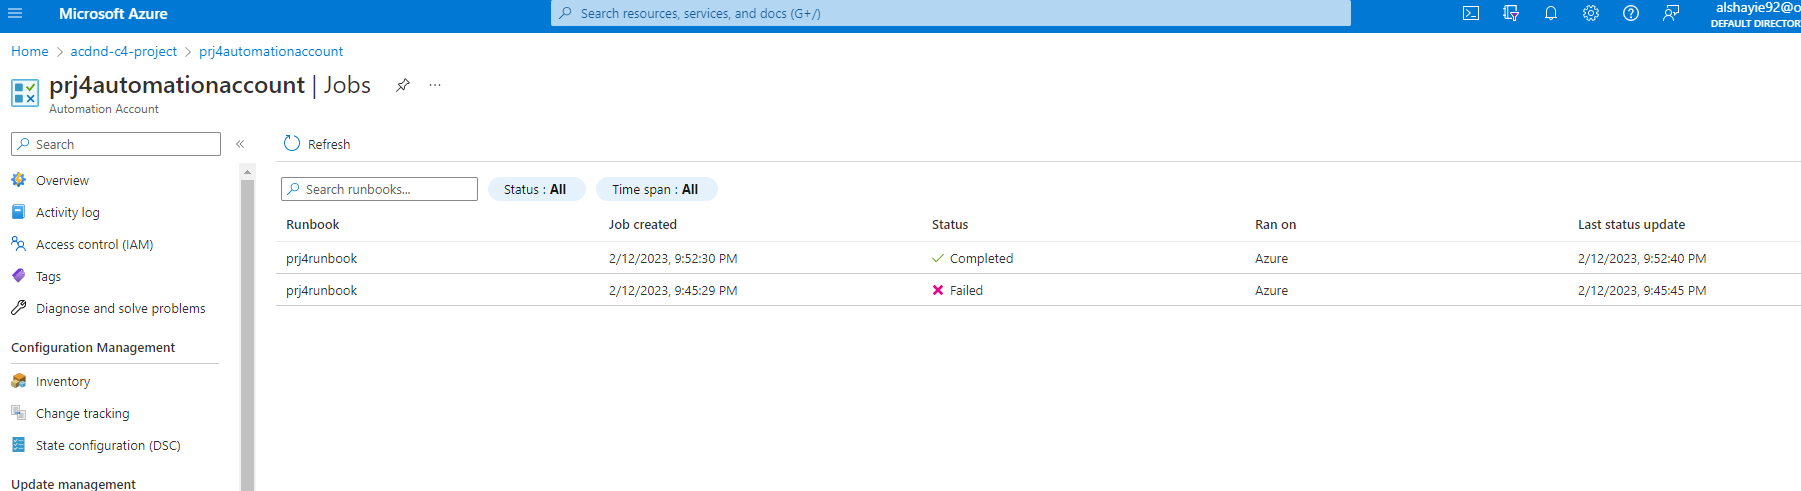 Microsoft Azure
Search resources, services, and docs (G+/)
alshayie92@o
DEFAULT DIRECTOR
Home > acdnd-c4-project > prj4automationaccount
prj4automationaccount | Jobs
Automation Account
Search
Refresh
Overview
Activity log
Access control (IAM)
Tags
Diagnose and solve problems
Configuration Management
Inventory
Change tracking
State configuration (DSC)
Update management
Search runbooks...
Status : All
Time span : All
Runbook Job created Status Ran on Last status update
prj4runbook 2/12/2023, 9:52:30 PM Completed Azure 2/12/2023, 9:52:40 PM
prj4runbook 2/12/2023, 9:45:29 PM Failed Azure 2/12/2023, 9:45:45 PM